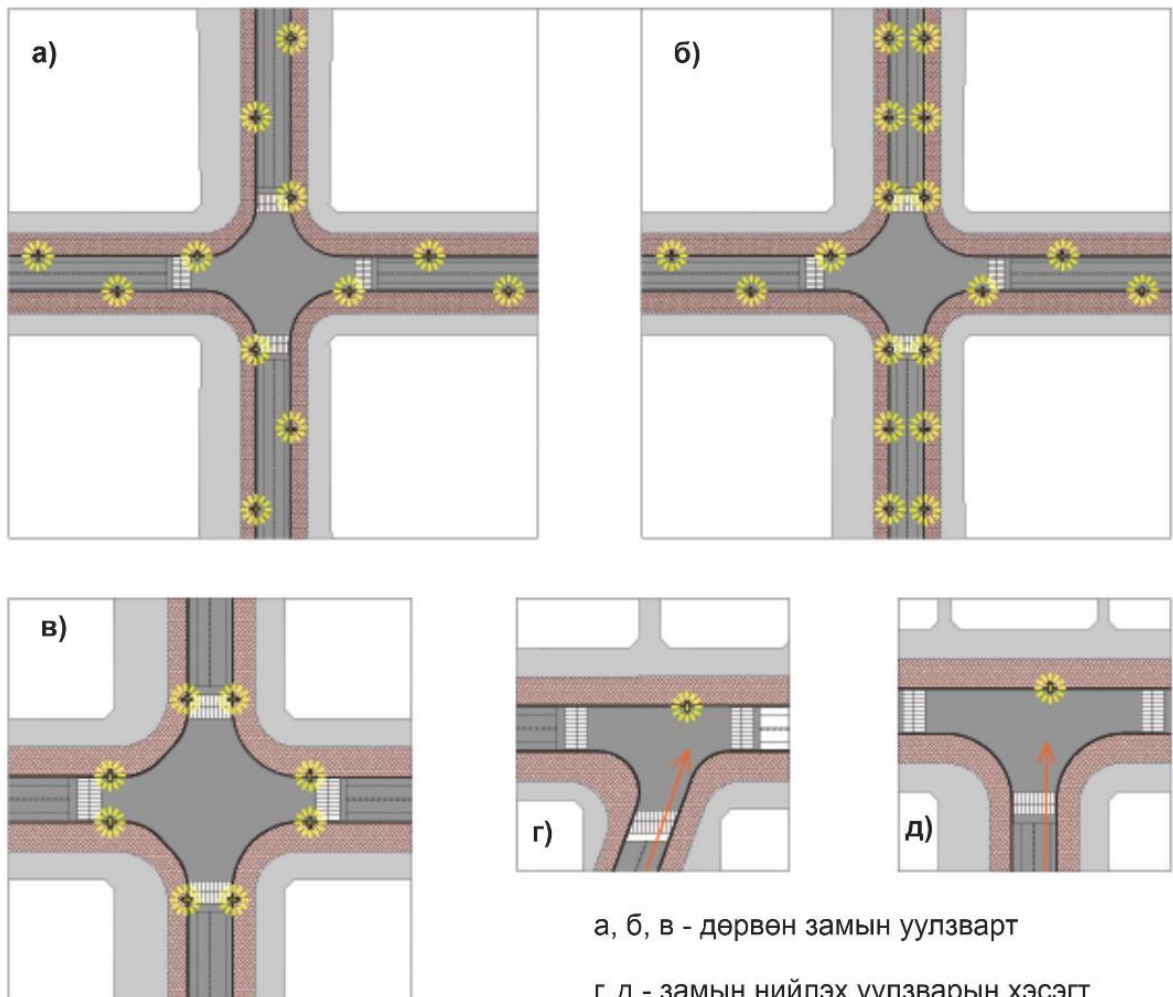 а)
б)
в)
г)
д)
а, б, в - дөрвөн замын уулзварт
г, д - замын нийлэх уулзварын хэсэгт